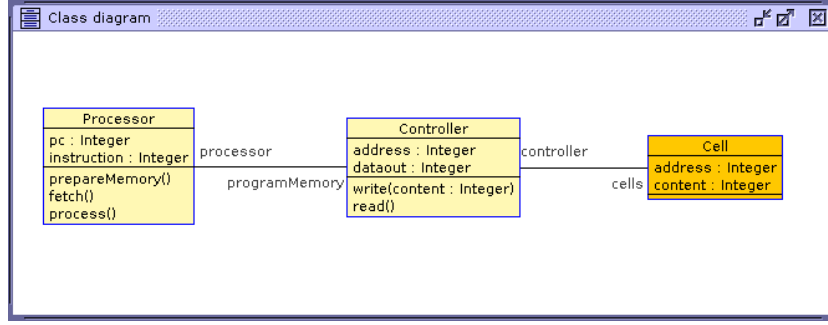 Class diagram
Processor
pc : Integer
instruction : Integer
prepareMemory()
fetch()
process()
processor
programMemory
Controller
address : Integer
dataout : Integer
write(content : Integer)
read()
controller
cells
Cell
address : Integer
content : Integer